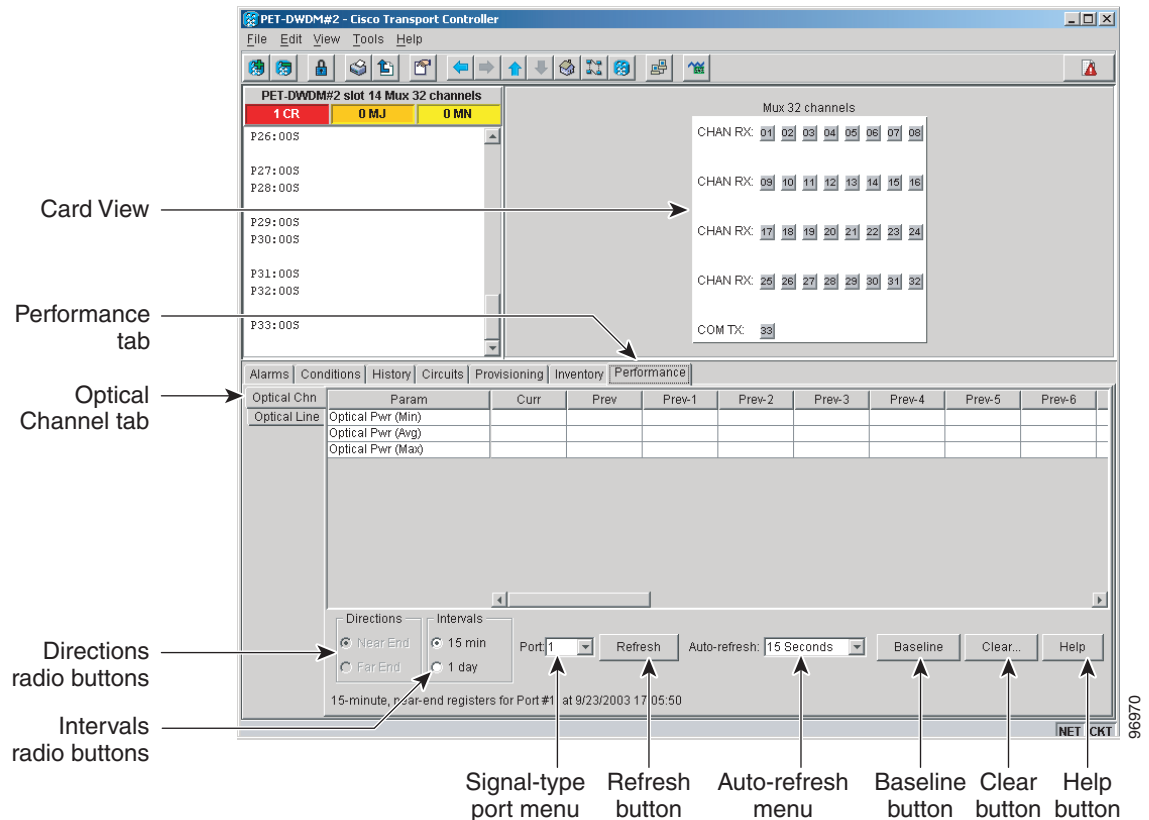 PET-DWDM#2 - Cisco Transport Controller
File Edit View Tools Help
PET-DWDM#2 slot 14 Mux 32 channels
1 CR 0 MJ 0 MN
P26:OOS
P27:OOS
P28:OOS
P29:OOS
P30:OOS
P31:OOS
P32:OOS
P33:OOS
Mux 32 channels
CHAN RX: 01 02 03 04 05 06 07 08
CHAN RX: 09 10 11 12 13 14 15 16
CHAN RX: 17 18 19 20 21 22 23 24
CHAN RX: 25 26 27 28 29 30 31 32
COM TX: 33
Card View
Performance
tab
Optical
Channel tab
Alarms Conditions History Circuits Provisioning Inventory Performance
Optical Chn
Optical Line
Param Curr Prev Prev-1 Prev-2 Prev-3 Prev-4 Prev-5 Prev-6
Optical Pwr (Min)
Optical Pwr (Avg)
Optical Pwr (Max)
Directions Intervals
Near End 15 min
Far End 1 day
Port: 1 Refresh Auto-refresh: 15 Seconds Baseline Clear... Help
15-minute, near-end registers for Port #1 at 9/23/2003 17:05:50
NET CKT
Directions
radio buttons
Intervals
radio buttons
Signal-type
port menu
Refresh
button
Auto-refresh
menu
Baseline
button
Clear
button
Help
button
96970